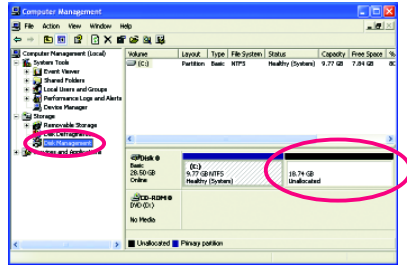 Computer Management
File Action View Window Help
Computer Management (Local)
System Tools
Event Viewer
Shared Folders
Local Users and Groups
Performance Logs and Alerts
Device Manager
Storage
Removable Storage
Disk Defragmenter
Disk Management
Services and Applications
Volume Layout Type File System Status Capacity Free Space %
(C:) Partition Basic NTFS Healthy (System) 9.77 GB 7.84 GB 80
Disk 0
Basic
28.50 GB
Online
(C:)
9.77 GB NTFS
Healthy (System)
18.74 GB
Unallocated
CD-ROM 0
DVD (D:)
No Media
Unallocated Primary partition